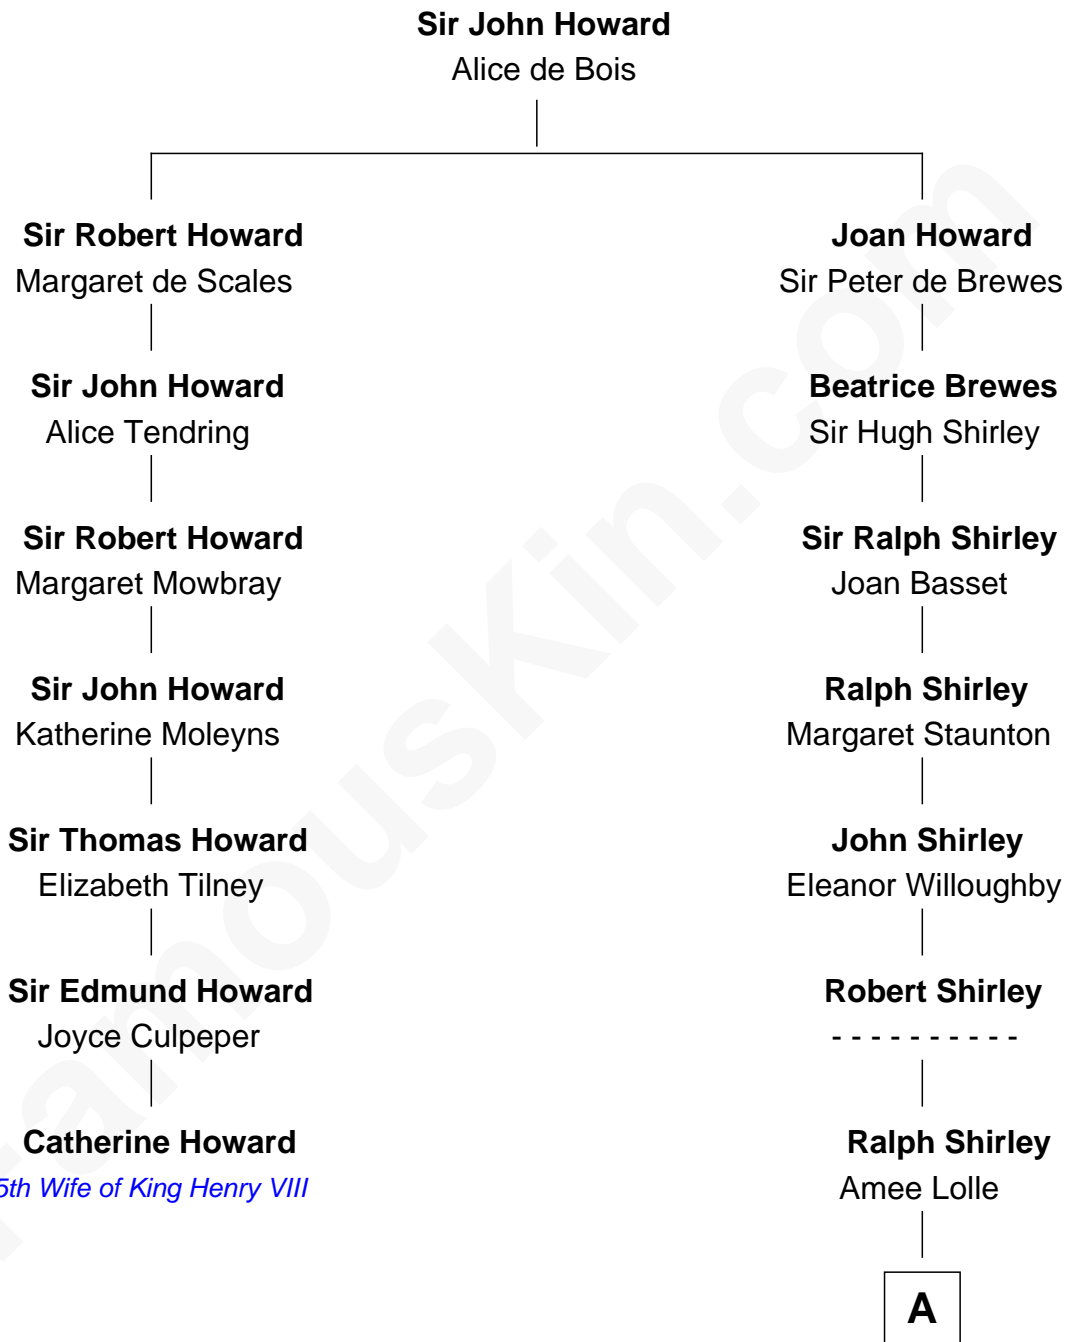 Sir John Howard
Alice de Bois
Sir Robert Howard
Margaret de Scales
Joan Howard
Sir Peter de Brewes
Sir John Howard
Alice Tendring
Beatrice Brewes
Sir Hugh Shirley
Sir Robert Howard
Margaret Mowbray
Sir Ralph Shirley
Joan Basset
Sir John Howard
Katherine Moleyns
Ralph Shirley
Margaret Staunton
Sir Thomas Howard
Elizabeth Tilney
John Shirley
Eleanor Willoughby
Sir Edmund Howard
Joyce Culpeper
Robert Shirley
- - - - - - - - - -
Catherine Howard
5th Wife of King Henry VIII
Ralph Shirley
Amee Lolle
A
FamousKin.com